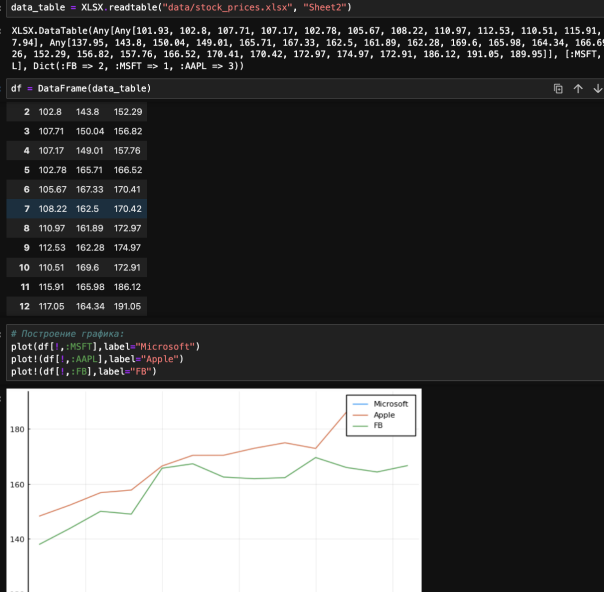 data_table = XLSX.readtable("data/stock_prices.xlsx", "Sheet2")
XLSX.DataTable(Any[Any[101.93, 102.8, 107.71, 107.17, 102.78, 105.67, 108.22, 110.97, 112.53, 110.51, 115.91,
7.94], Any[137.95, 143.8, 150.04, 149.01, 165.71, 167.33, 162.5, 161.89, 162.28, 169.6, 165.98, 164.34, 166.69
26, 152.29, 156.82, 157.76, 166.52, 170.41, 170.42, 172.97, 174.97, 172.91, 186.12, 191.05, 189.95]], [:MSFT,
L], Dict(:FB => 2, :MSFT => 1, :AAPL => 3))
df = DataFrame(data_table)
2 102.8 143.8 152.29
3 107.71 150.04 156.82
4 107.17 149.01 157.76
5 102.78 165.71 166.52
6 105.67 167.33 170.41
7 108.22 162.5 170.42
8 110.97 161.89 172.97
9 112.53 162.28 174.97
10 110.51 169.6 172.91
11 115.91 165.98 186.12
12 117.05 164.34 191.05
# Построение графика:
plot(df[!,:MSFT],label="Microsoft")
plot!(df[!,:AAPL],label="Apple")
plot!(df[!,:FB],label="FB")
Microsoft
Apple
FB
180
160
140